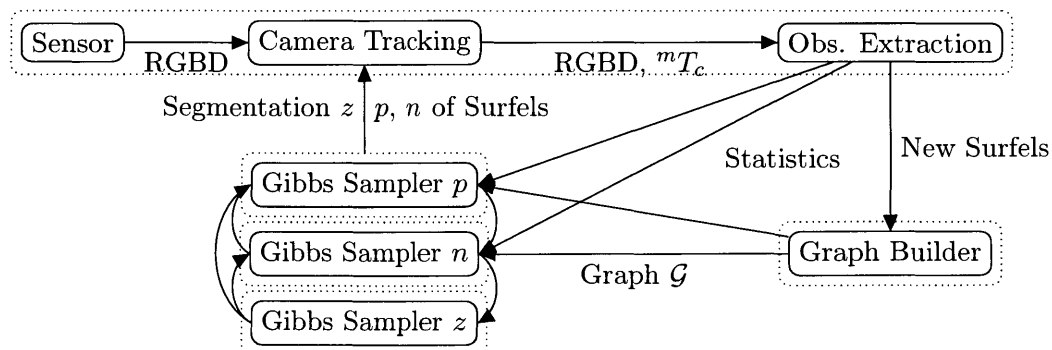 Sensor
Camera Tracking
Obs. Extraction
RGBD
RGBD, ᵐT_c
Segmentation z
p, n of Surfels
Statistics
New Surfels
Gibbs Sampler p
Gibbs Sampler n
Graph Builder
Graph 𝒢
Gibbs Sampler z